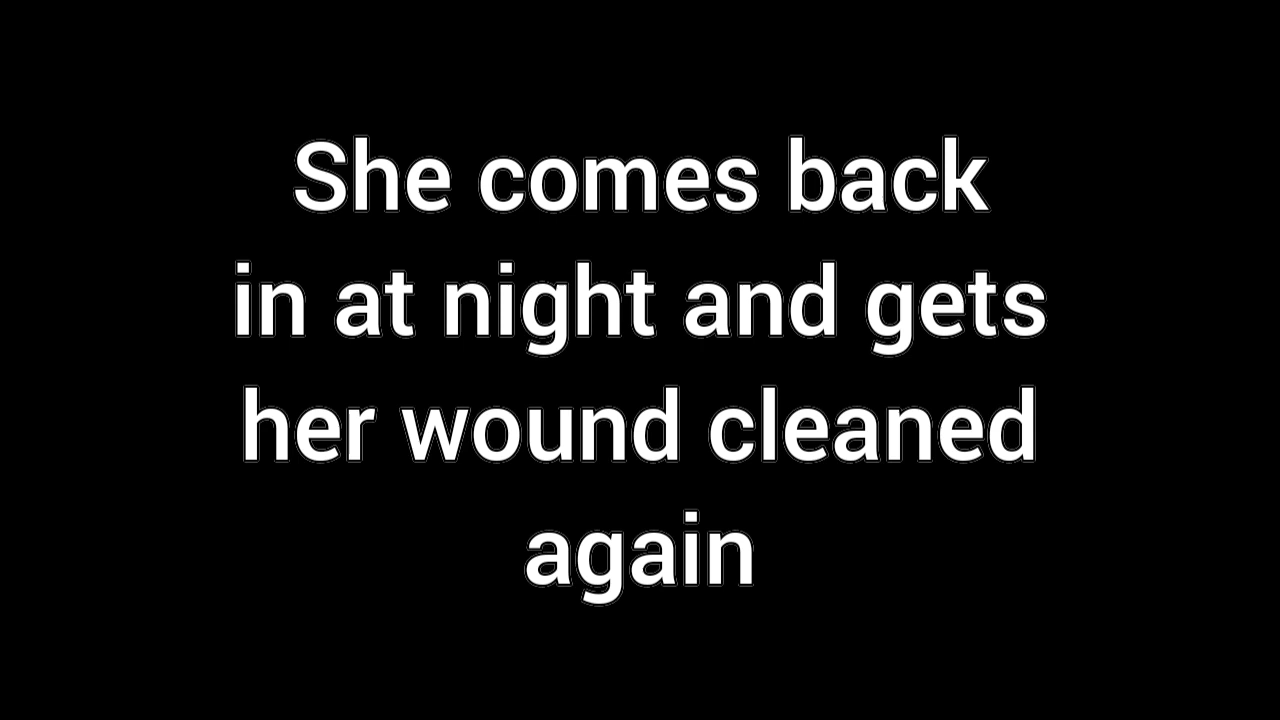 She comes back
in at night and gets
her wound cleaned
again